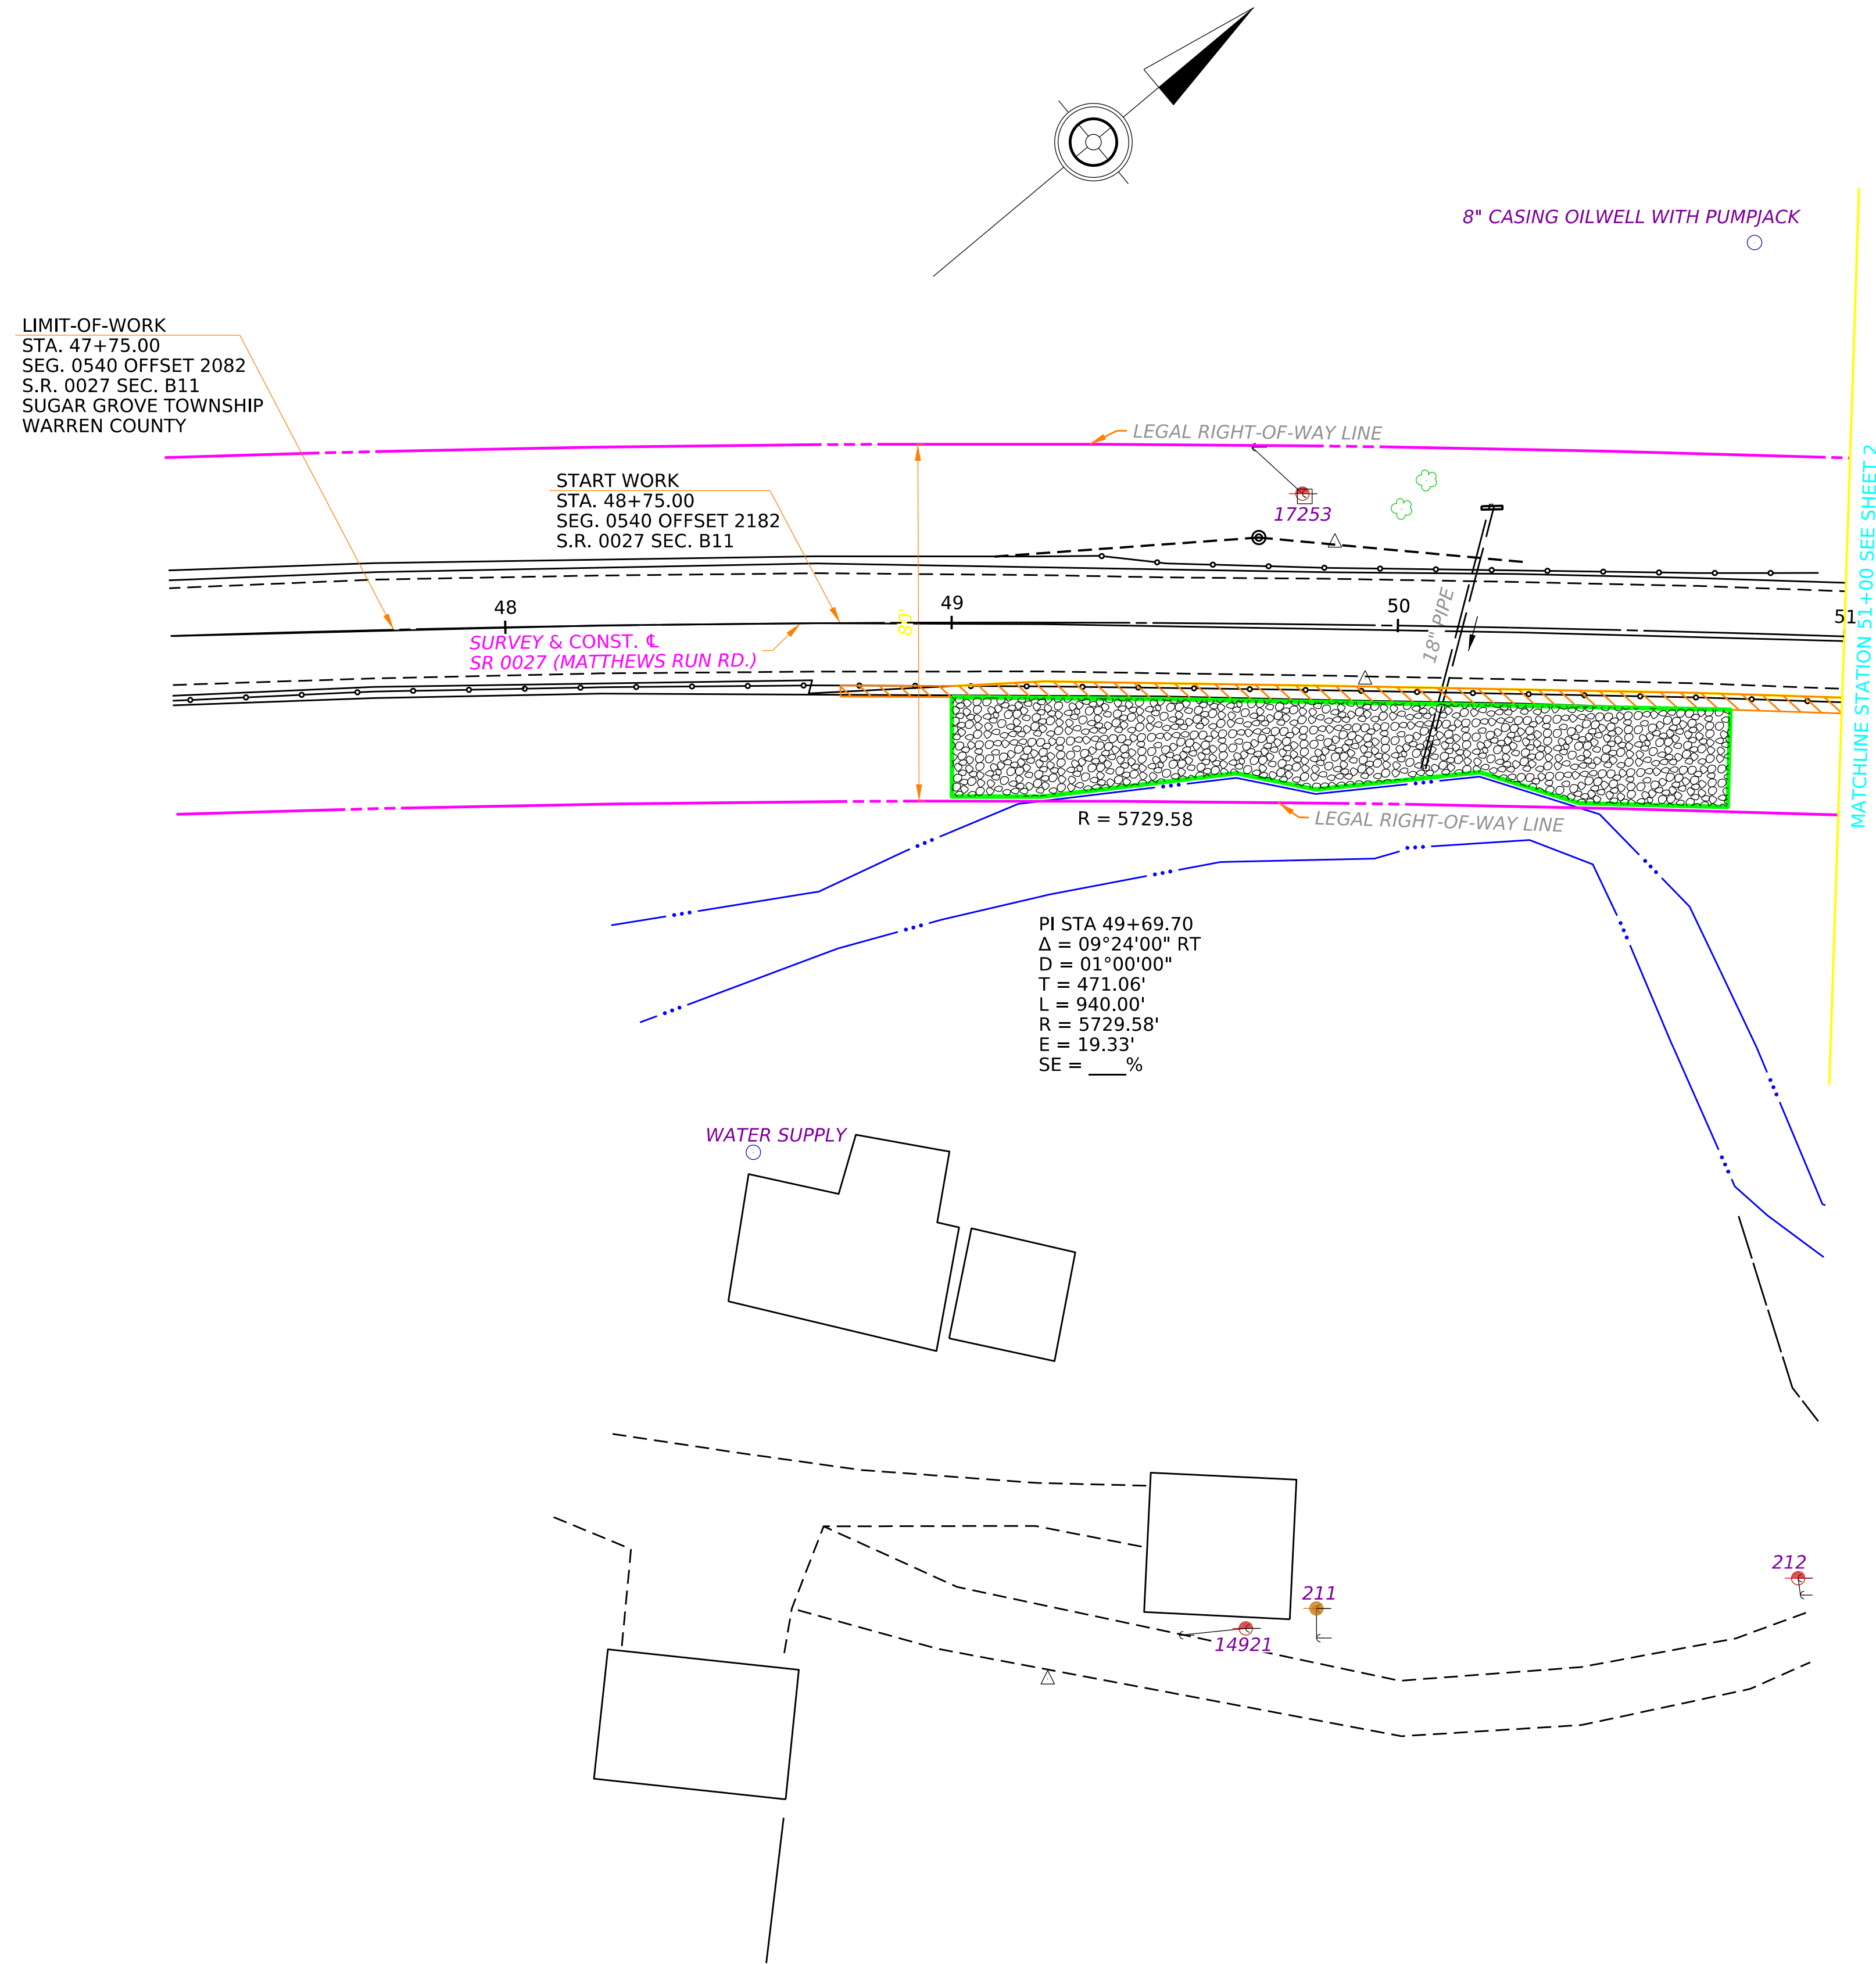 8" CASING OILWELL WITH PUMPJACK
LIMIT-OF-WORK
STA. 47+75.00
SEG. 0540 OFFSET 2082
S.R. 0027 SEC. B11
SUGAR GROVE TOWNSHIP
WARREN COUNTY
LEGAL RIGHT-OF-WAY LINE
START WORK
STA. 48+75.00
SEG. 0540 OFFSET 2182
S.R. 0027 SEC. B11
17253
48
49
50
51
80'
18" PIPE
SURVEY & CONST. ℄
SR 0027 (MATTHEWS RUN RD.)
MATCHLINE STATION 51+00 SEE SHEET 2
R = 5729.58
LEGAL RIGHT-OF-WAY LINE
PI STA 49+69.70
Δ = 09°24'00" RT
D = 01°00'00"
T = 471.06'
L = 940.00'
R = 5729.58'
E = 19.33'
SE = ____%
WATER SUPPLY
212
211
14921